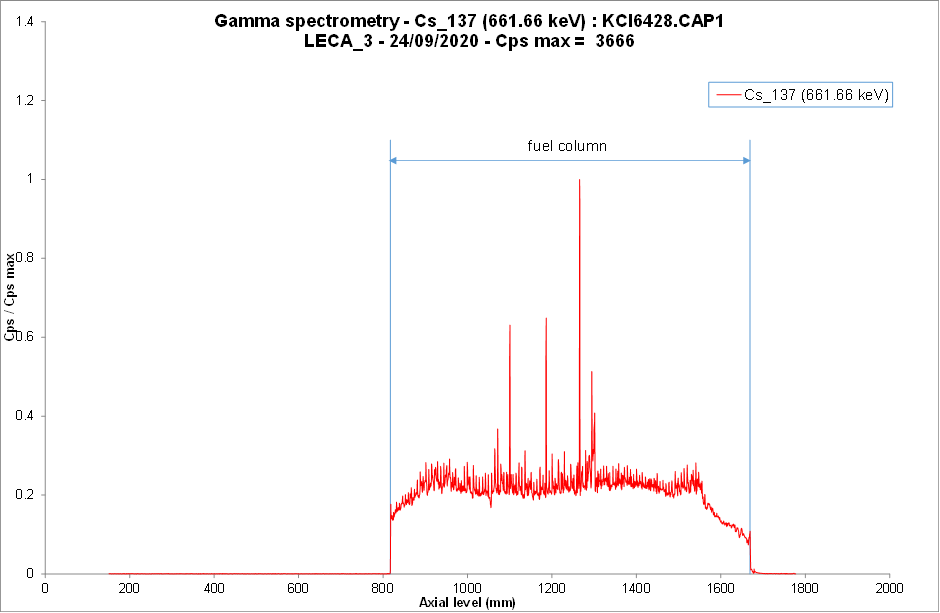 Gamma spectrometry - Cs_137 (661.66 keV) : KCI6428.CAP1
LECA_3 - 24/09/2020 - Cps max = 3666
1.4
1.2
1
0.8
0.6
0.4
0.2
0
Cps / Cps max
Cs_137 (661.66 keV)
fuel column
0 200 400 600 800 1000 1200 1400 1600 1800 2000
Axial level (mm)